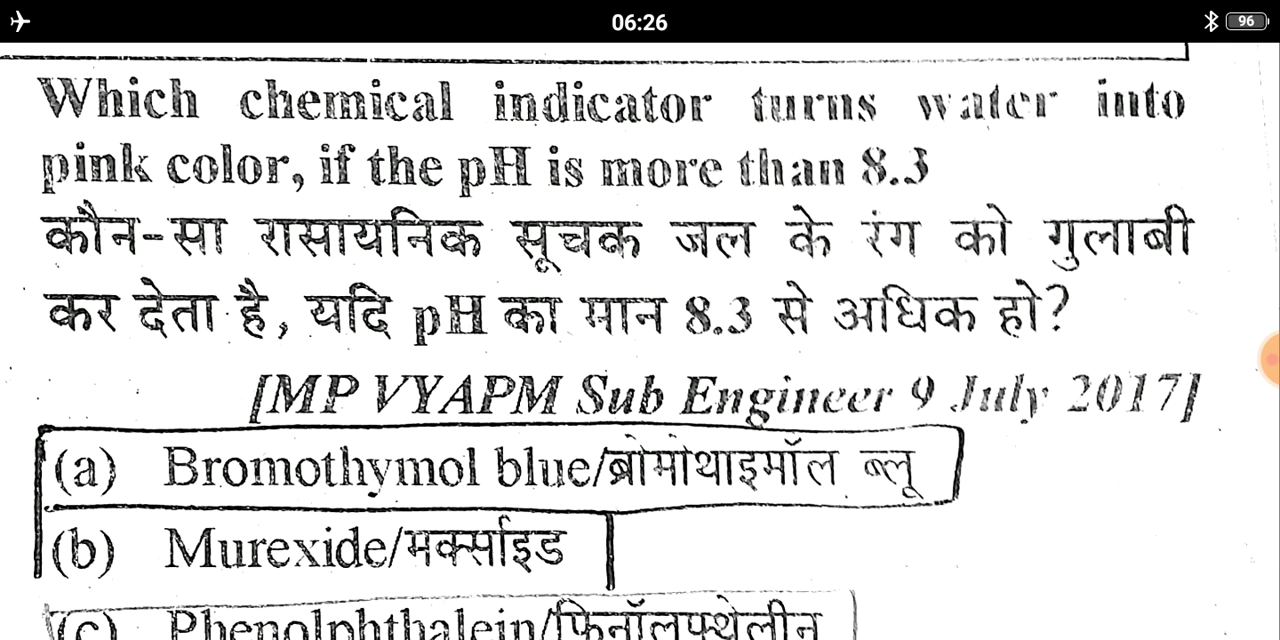 06:26
96
Which chemical indicator turns water into
pink color, if the pH is more than 8.3
कौन-सा रासायनिक सूचक जल के रंग को गुलाबी
कर देता है, यदि pH का मान 8.3 से अधिक हो?
[MP VYAPM Sub Engineer 9 July 2017]
(a) Bromothymol blue/ब्रोमोथाइमॉल ब्लू
(b) Murexide/मर्क्साइड
(c) Phenolphthalein/फिनॉलफ्थेलीन